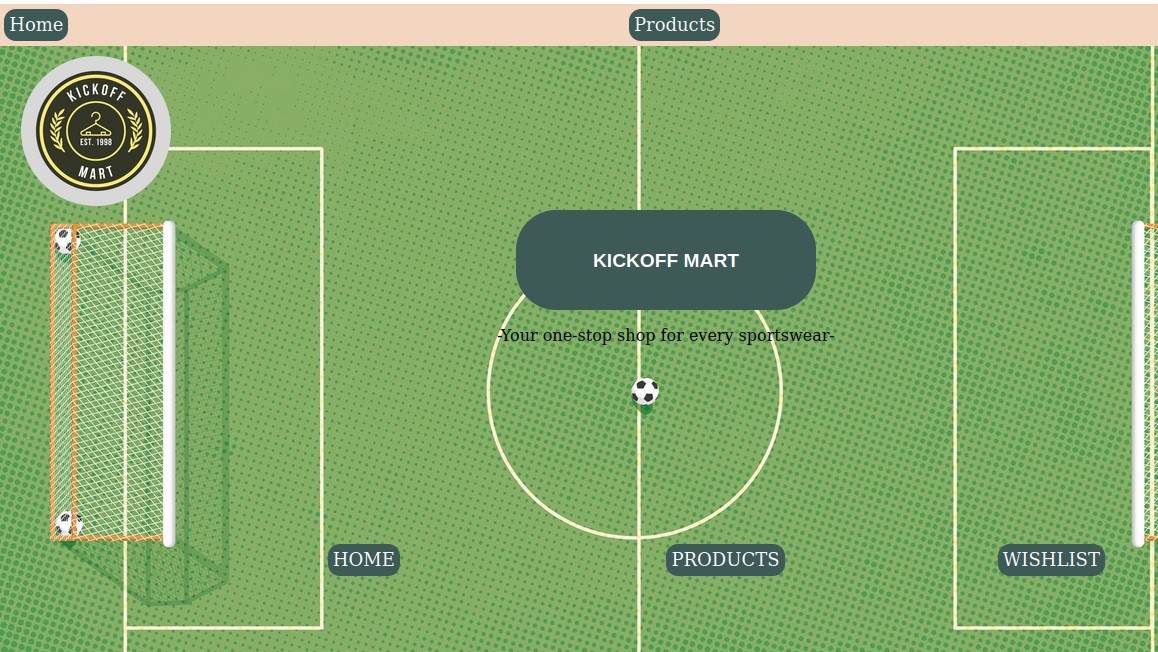 Home
Products
KICKOFF
EST. 1998
MART
KICKOFF MART
-Your one-stop shop for every sportswear-
HOME
PRODUCTS
WISHLIST